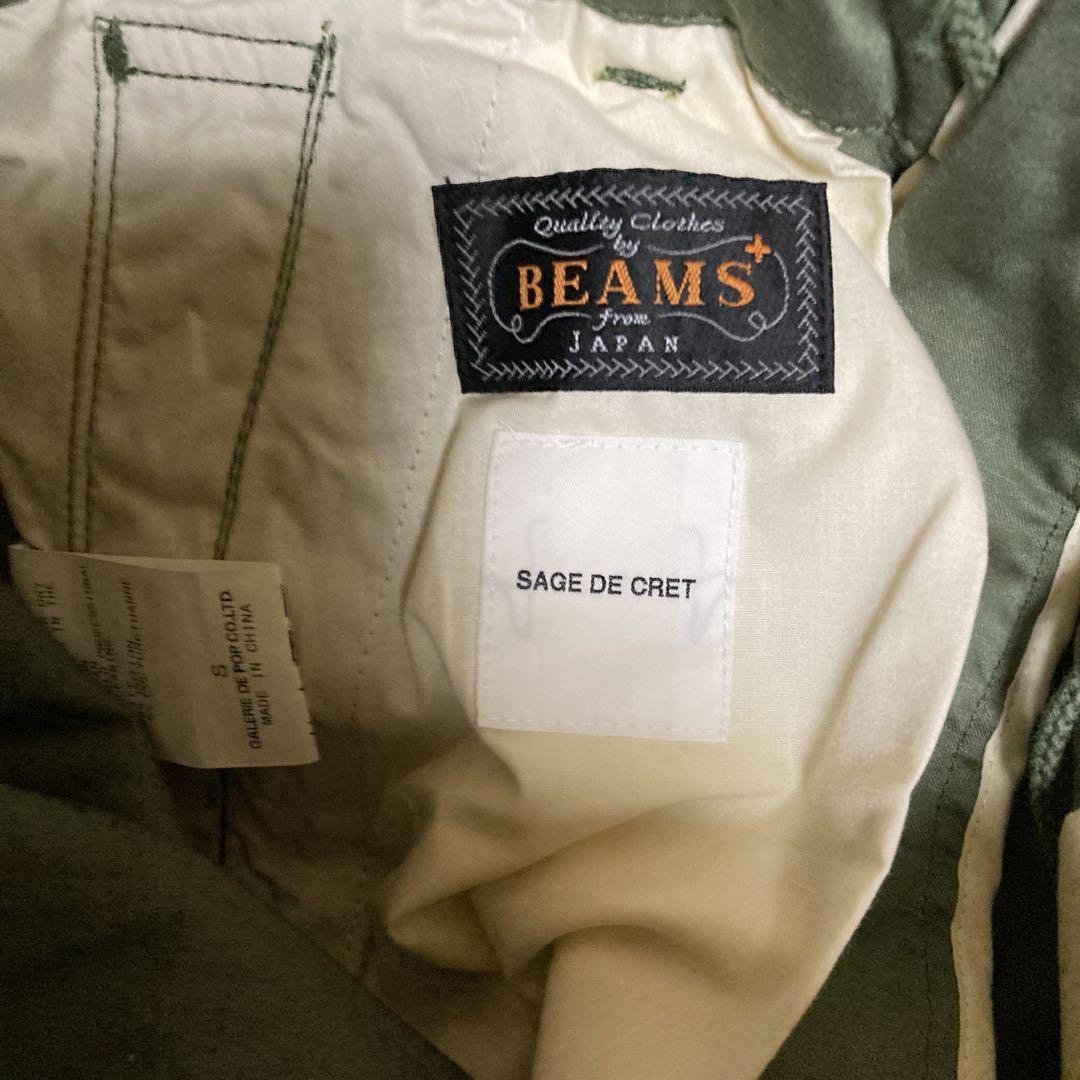 Quality Clothes
by
BEAMS+
from
JAPAN
SAGE DE CRET
S
GALERIE DE POP CO.LTD.
MADE IN CHINA